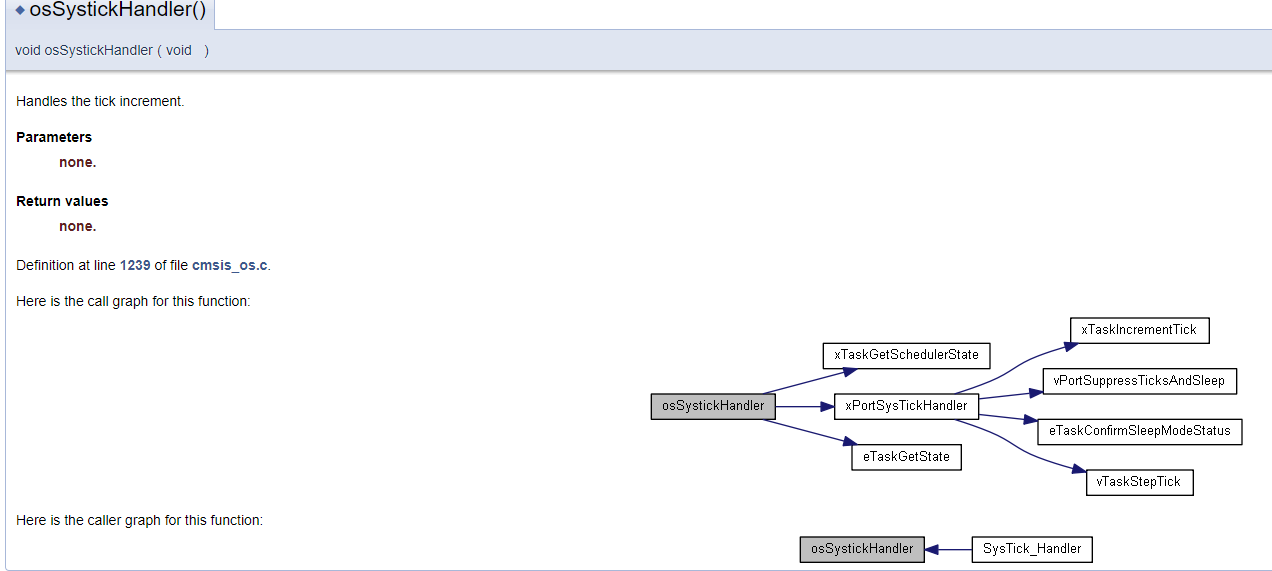 osSystickHandler()
void osSystickHandler ( void )
Handles the tick increment.
Parameters
none.
Return values
none.
Definition at line 1239 of file cmsis_os.c.
Here is the call graph for this function:
xTaskIncrementTick
xTaskGetSchedulerState
vPortSuppressTicksAndSleep
osSystickHandler
xPortSysTickHandler
eTaskConfirmSleepModeStatus
eTaskGetState
vTaskStepTick
Here is the caller graph for this function:
osSystickHandler
SysTick_Handler